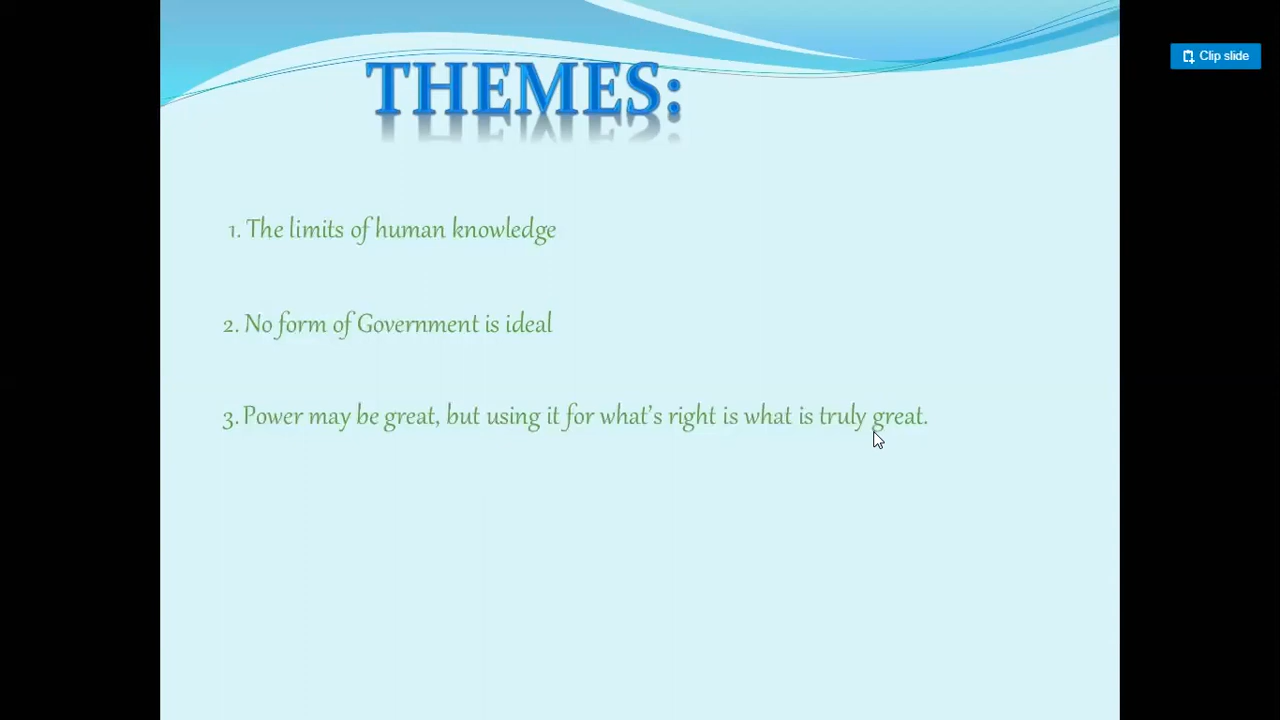 Clip slide
THEMES:
1. The limits of human knowledge
2. No form of Government is ideal
3. Power may be great, but using it for what's right is what is truly great.